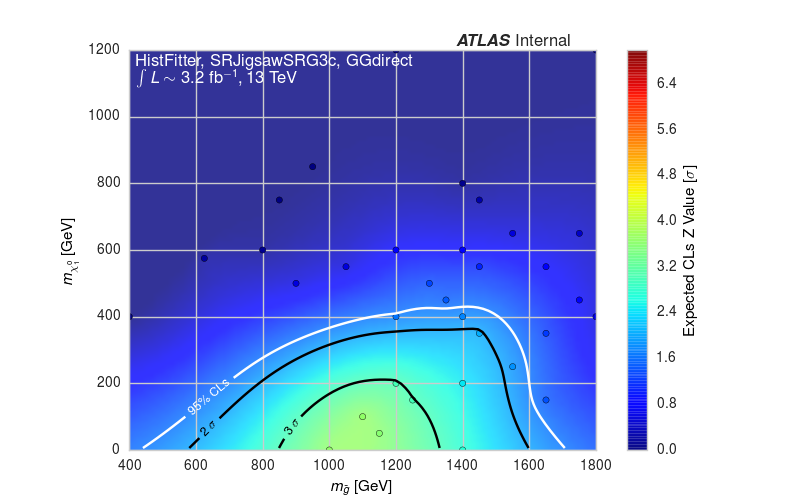 ATLAS Internal
HistFitter, SRJigsawSRG3c, GGdirect
∫ L ∼ 3.2 fb⁻¹, 13 TeV
1200
1000
800
600
400
200
0
m_χ̃₁⁰ [GeV]
95% CLs
2 σ
3 σ
400 600 800 1000 1200 1400 1600 1800
m_g̃ [GeV]
6.4
5.6
4.8
4.0
3.2
2.4
1.6
0.8
0.0
Expected CLs Z Value [σ]